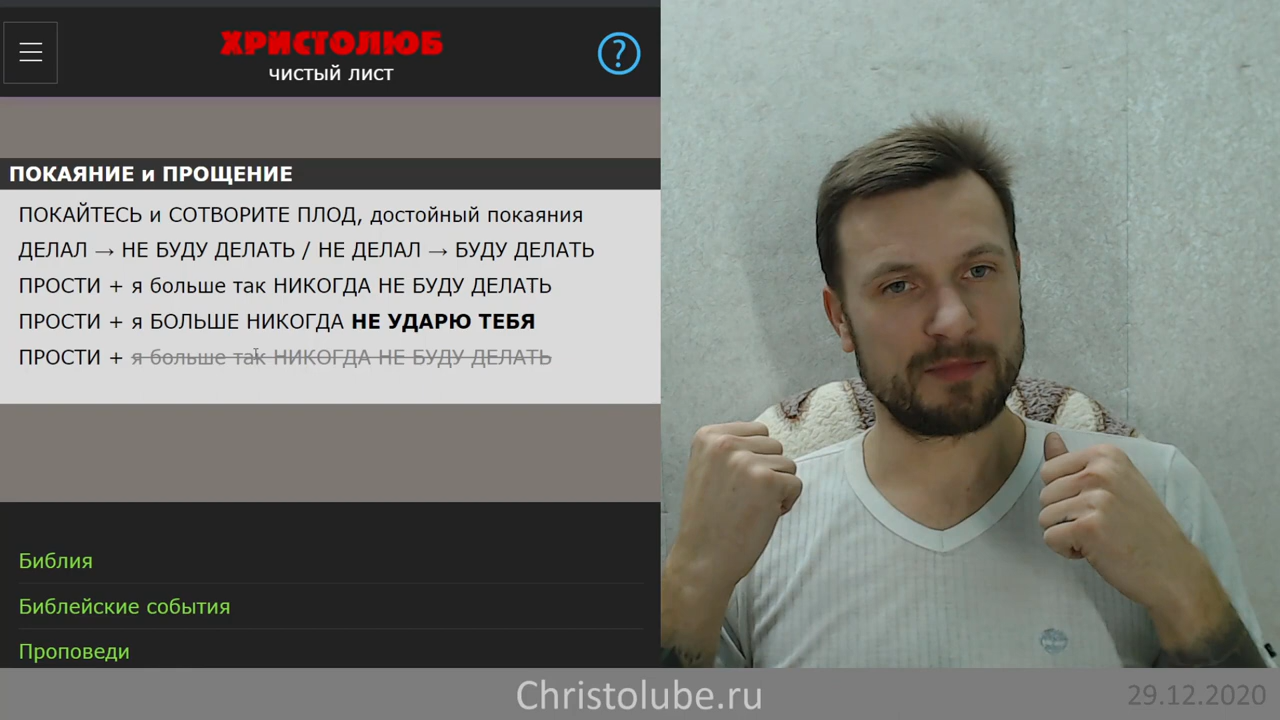 ХРИСТОЛЮБ
чистый лист
?
ПОКАЯНИЕ и ПРОЩЕНИЕ
ПОКАЙТЕСЬ и СОТВОРИТЕ ПЛОД, достойный покаяния
ДЕЛАЛ → НЕ БУДУ ДЕЛАТЬ / НЕ ДЕЛАЛ → БУДУ ДЕЛАТЬ
ПРОСТИ + я больше так НИКОГДА НЕ БУДУ ДЕЛАТЬ
ПРОСТИ + я БОЛЬШЕ НИКОГДА НЕ УДАРЮ ТЕБЯ
ПРОСТИ + я больше так НИКОГДА НЕ БУДУ ДЕЛАТЬ
Библия
Библейские события
Проповеди
Christolube.ru
29.12.2020